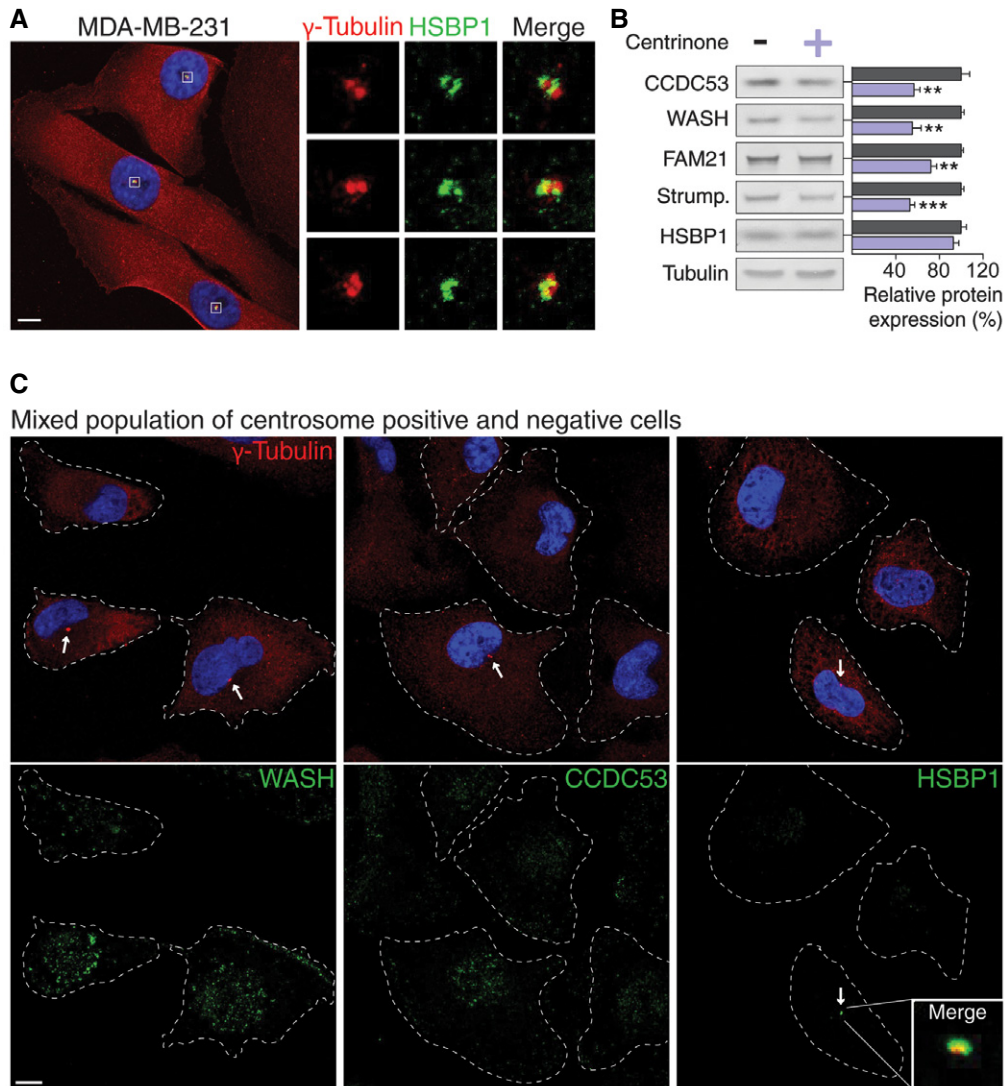 A
MDA-MB-231
γ-Tubulin HSBP1 Merge
B
Centrinone - +
CCDC53
**
WASH
**
FAM21
**
Strump.
***
HSBP1
Tubulin
40 80 120
Relative protein
expression (%)
C
Mixed population of centrosome positive and negative cells
γ-Tubulin
WASH
CCDC53
HSBP1
Merge